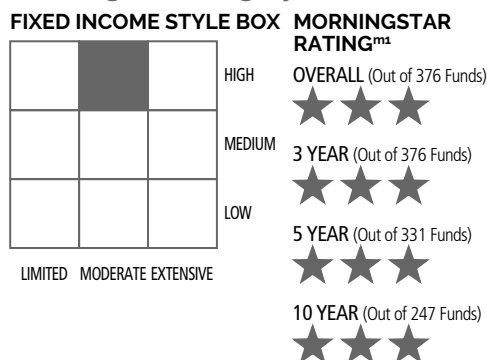 FIXED INCOME STYLE BOX
HIGH
MEDIUM
LOW
LIMITED MODERATE EXTENSIVE
MORNINGSTAR
RATINGm1
OVERALL (Out of 376 Funds)
3 YEAR (Out of 376 Funds)
5 YEAR (Out of 331 Funds)
10 YEAR (Out of 247 Funds)